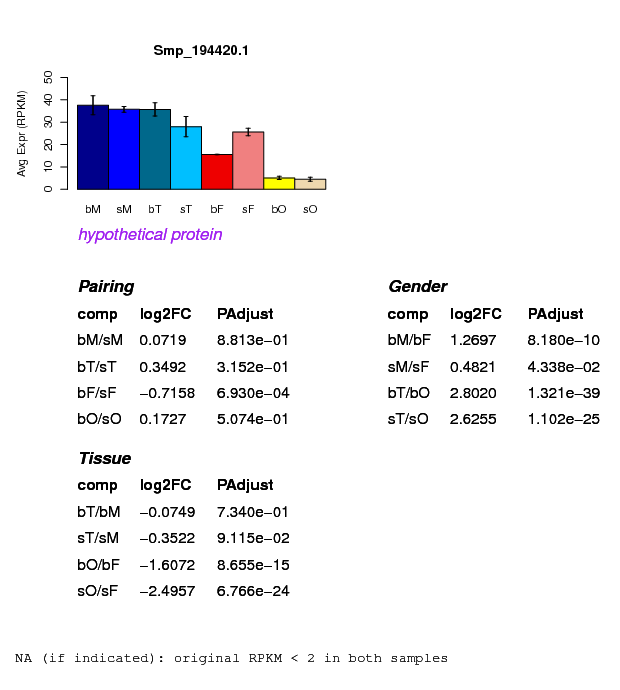 Smp_194420.1
Avg Expr (RPKM)
50
40
30
20
10
0
bM sM bT sT bF sF bO sO
hypothetical protein
Pairing
comp log2FC PAdjust
bM/sM 0.0719 8.813e−01
bT/sT 0.3492 3.152e−01
bF/sF −0.7158 6.930e−04
bO/sO 0.1727 5.074e−01
Gender
comp log2FC PAdjust
bM/bF 1.2697 8.180e−10
sM/sF 0.4821 4.338e−02
bT/bO 2.8020 1.321e−39
sT/sO 2.6255 1.102e−25
Tissue
comp log2FC PAdjust
bT/bM −0.0749 7.340e−01
sT/sM −0.3522 9.115e−02
bO/bF −1.6072 8.655e−15
sO/sF −2.4957 6.766e−24
NA (if indicated): original RPKM < 2 in both samples